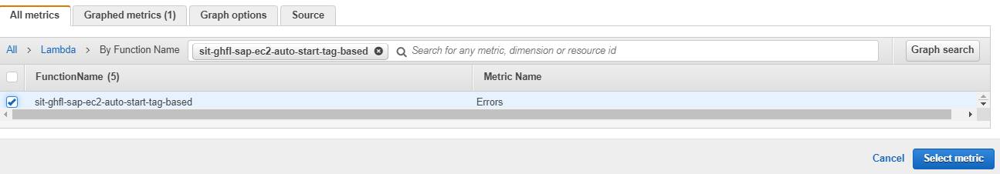 All metrics Graphed metrics (1) Graph options Source
All > Lambda > By Function Name sit-ghfl-sap-ec2-auto-start-tag-based Search for any metric, dimension or resource id Graph search
FunctionName (5) Metric Name
sit-ghfl-sap-ec2-auto-start-tag-based Errors
Cancel Select metric